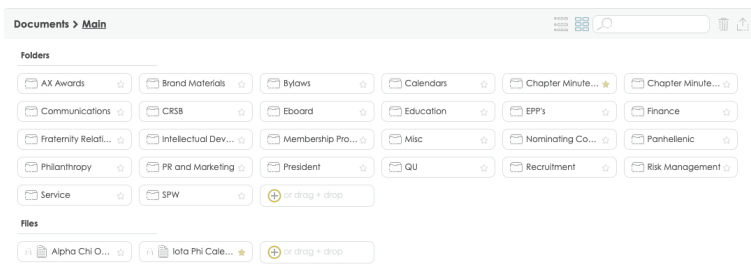 Documents > Main
Folders
AX Awards
Brand Materials
Bylaws
Calendars
Chapter Minute...
Chapter Minute...
Communications
CRSB
Eboard
Education
EPP's
Finance
Fraternity Relati...
Intellectual Dev...
Membership Pro...
Misc
Nominating Co...
Panhellenic
Philanthropy
PR and Marketing
President
QU
Recruitment
Risk Management
Service
SPW
or drag + drop
Files
Alpha Chi O...
Iota Phi Cale...
or drag + drop